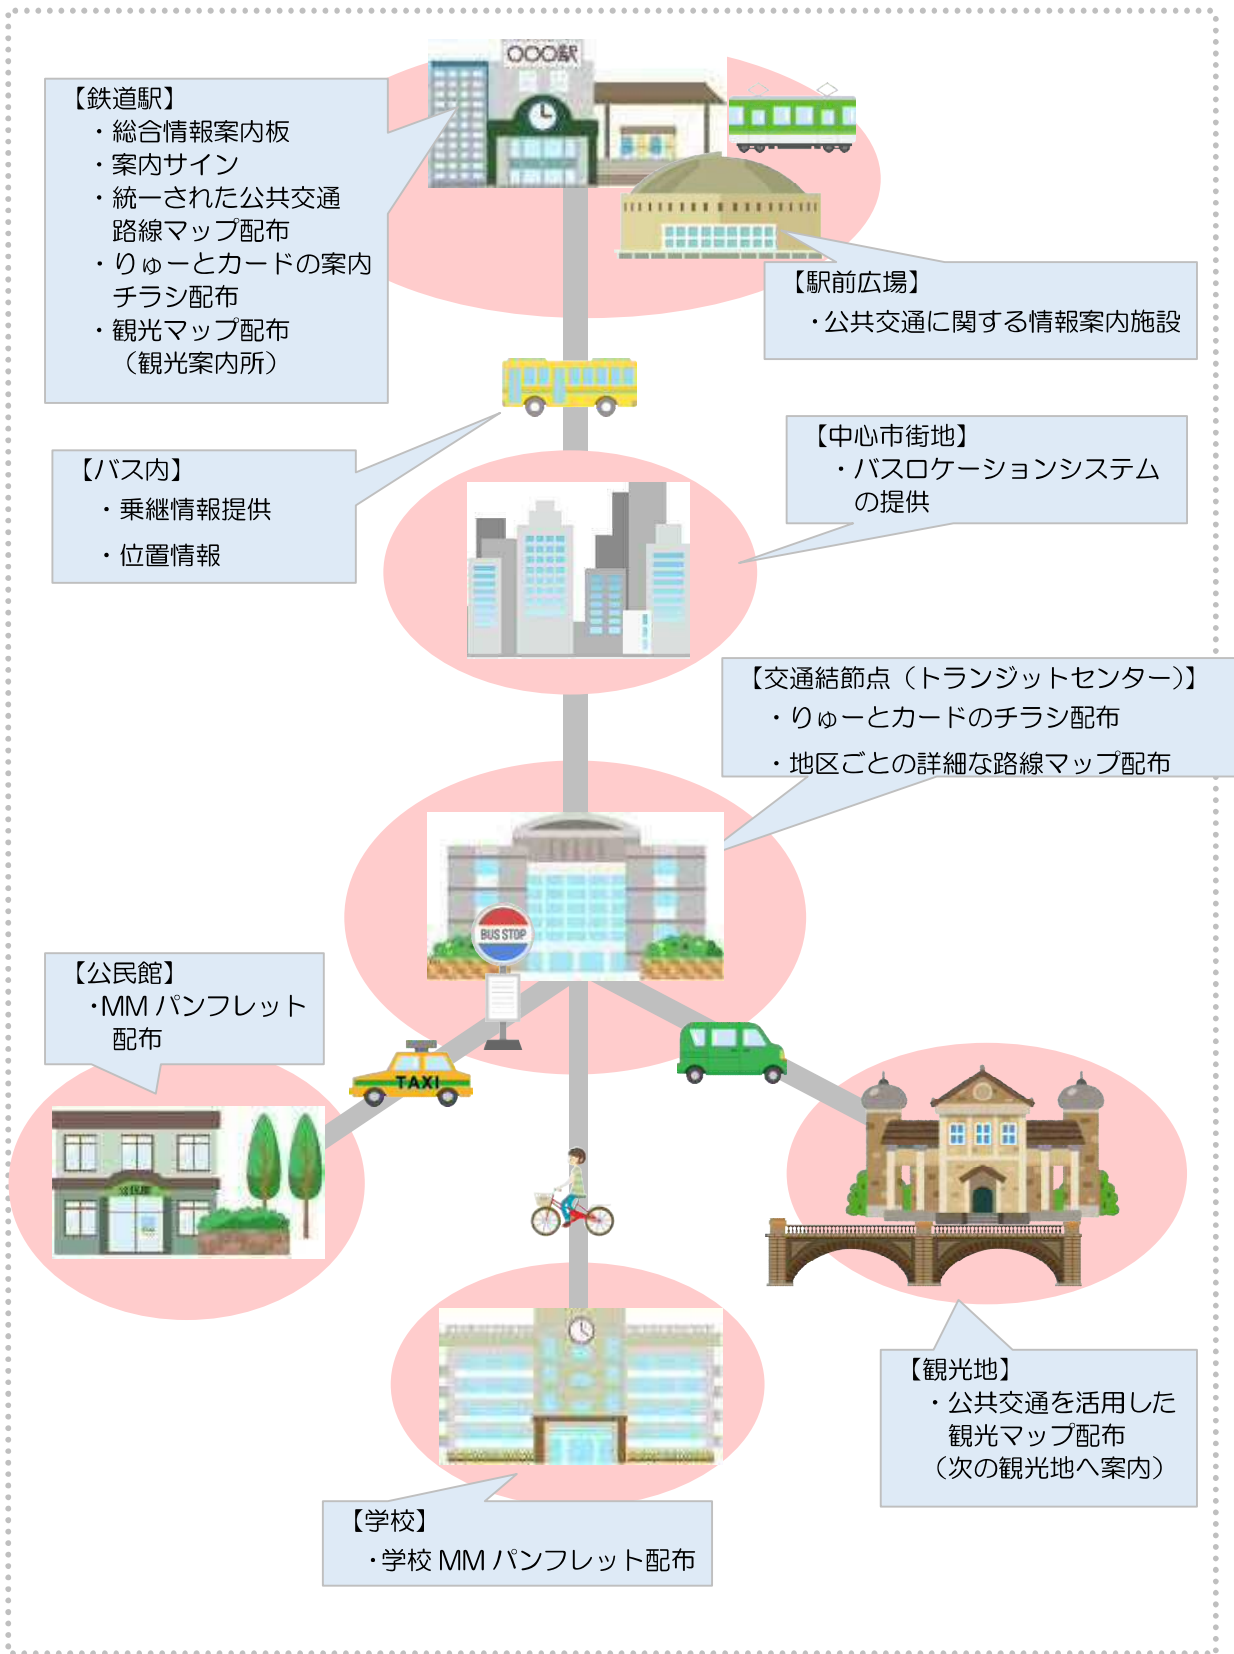 〇〇〇駅
【鉄道駅】
・総合情報案内板
・案内サイン
・統一された公共交通
路線マップ配布
・りゅーとカードの案内
チラシ配布
・観光マップ配布
（観光案内所）
【駅前広場】
・公共交通に関する情報案内施設
【バス内】
・乗継情報提供
・位置情報
【中心市街地】
・バスロケーションシステム
の提供
【交通結節点（トランジットセンター）】
・りゅーとカードのチラシ配布
・地区ごとの詳細な路線マップ配布
BUS STOP
【公民館】
・MM パンフレット
配布
TAXI
公民館
【観光地】
・公共交通を活用した
観光マップ配布
（次の観光地へ案内）
【学校】
・学校 MM パンフレット配布